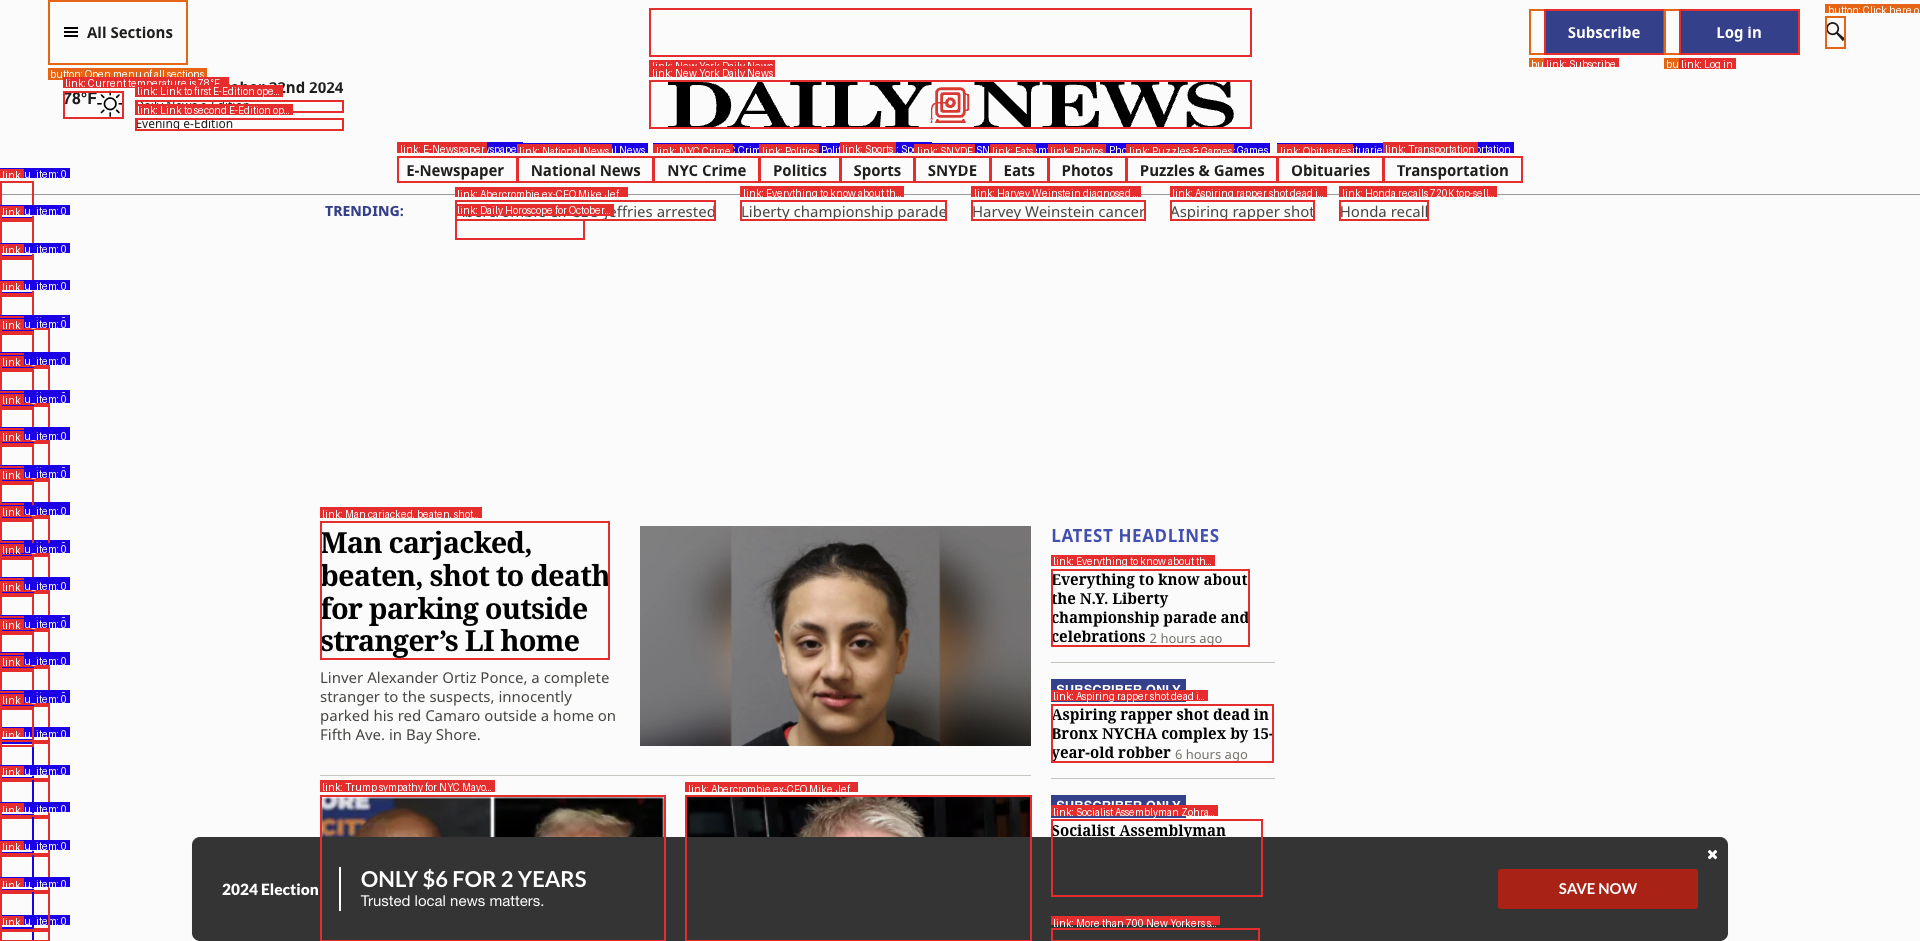 All Sections
Subscribe
Log in
button: Click here o
button: Open menu of all sections
link: New York Daily News
link: Subscribe
link: Log in
link: Current temperature is 78°F
22nd 2024
78°F
link: Link to first E-Edition ope...
link: Link to second E-Edition op...
Evening e-Edition
DAILY NEWS
link: E-Newspaper
link: National News
link: NYC Crime
link: Politics
link: Sports
link: SNYDE
link: Eats
link: Photos
link: Puzzles & Games
link: Obituaries
link: Transportation
E-Newspaper
National News
NYC Crime
Politics
Sports
SNYDE
Eats
Photos
Puzzles & Games
Obituaries
Transportation
link: Abercrombie ex-CEO Mike Jef...
link: Everything to know about th...
link: Harvey Weinstein diagnosed...
link: Aspiring rapper shot dead i...
link: Honda recalls 720K top-sell...
TRENDING:
link: Daily Horoscope for October...
effries arrested
Liberty championship parade
Harvey Weinstein cancer
Aspiring rapper shot
Honda recall
link: Man carjacked, beaten, shot...
Man carjacked,
beaten, shot to death
for parking outside
stranger’s LI home
Linver Alexander Ortiz Ponce, a complete
stranger to the suspects, innocently
parked his red Camaro outside a home on
Fifth Ave. in Bay Shore.
LATEST HEADLINES
link: Everything to know about th...
Everything to know about
the N.Y. Liberty
championship parade and
celebrations 2 hours ago
SUBSCRIBER ONLY
link: Aspiring rapper shot dead i...
Aspiring rapper shot dead in
Bronx NYCHA complex by 15-
year-old robber 6 hours ago
link: Trump sympathy for NYC Mayo...
link: Abercrombie ex-CEO Mike Jef...
SUBSCRIBER ONLY
link: Socialist Assemblyman Zohra...
Socialist Assemblyman
2024 Election
ONLY $6 FOR 2 YEARS
Trusted local news matters.
SAVE NOW
link: More than 700 New Yorkers s...